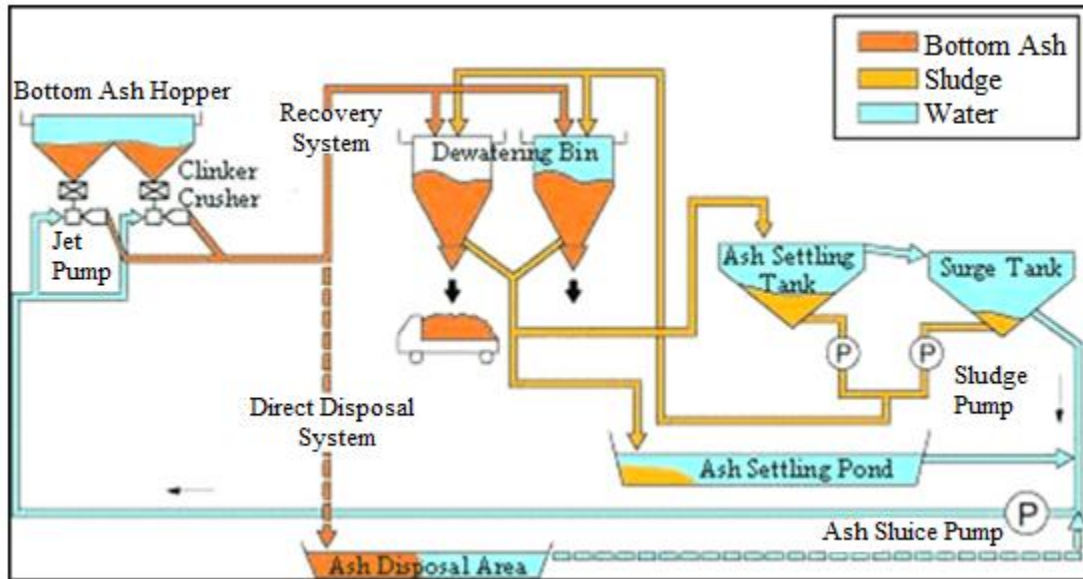 Bottom Ash
Sludge
Water
Bottom Ash Hopper
Recovery
System
Clinker
Crusher
Jet
Pump
Dewatering Bin
Ash Settling
Tank
Surge Tank
P
P
Sludge
Pump
Direct Disposal
System
Ash Settling Pond
P
Ash Sluice Pump
Ash Disposal Area